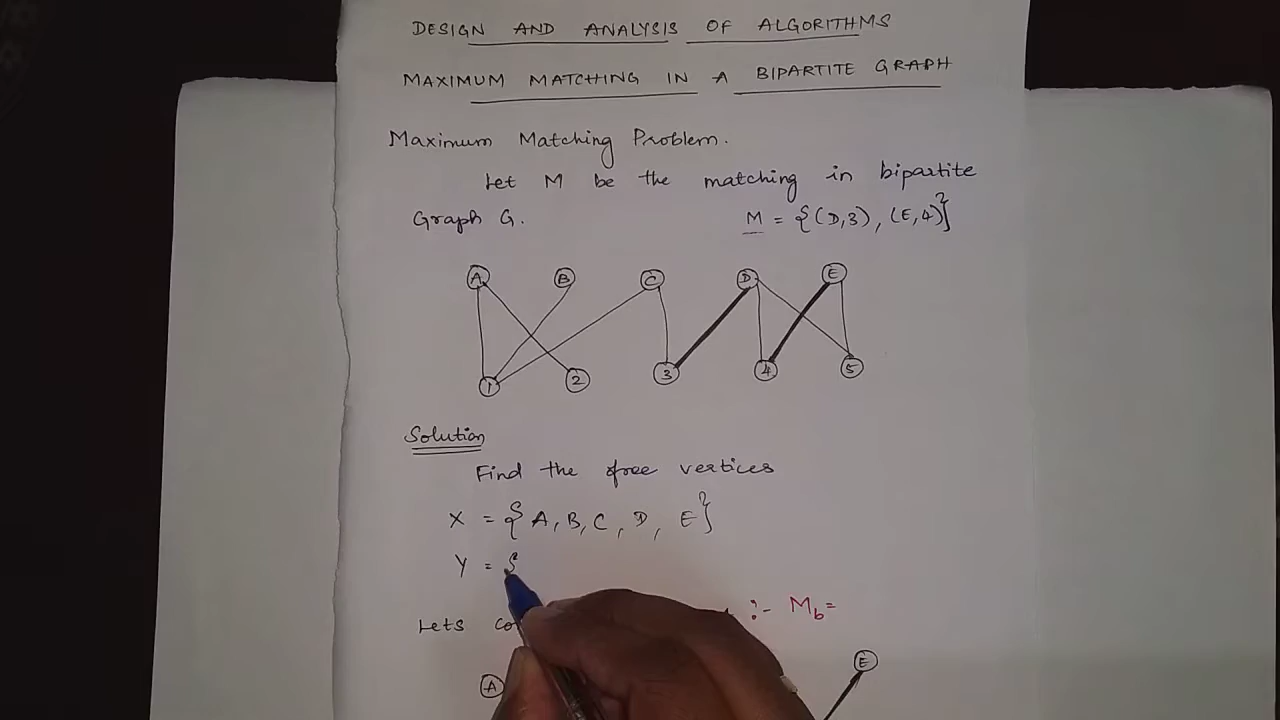 DESIGN AND ANALYSIS OF ALGORITHMS
MAXIMUM MATCHING IN A BIPARTITE GRAPH
Maximum Matching Problem.
Let M be the matching in bipartite
Graph G. M = {(D,3), (E,4)}
A B C D E
1 2 3 4 5
Solution
Find the free vertices
X = {A, B, C, D, E}
Y = {
Lets :- Mb =
A E